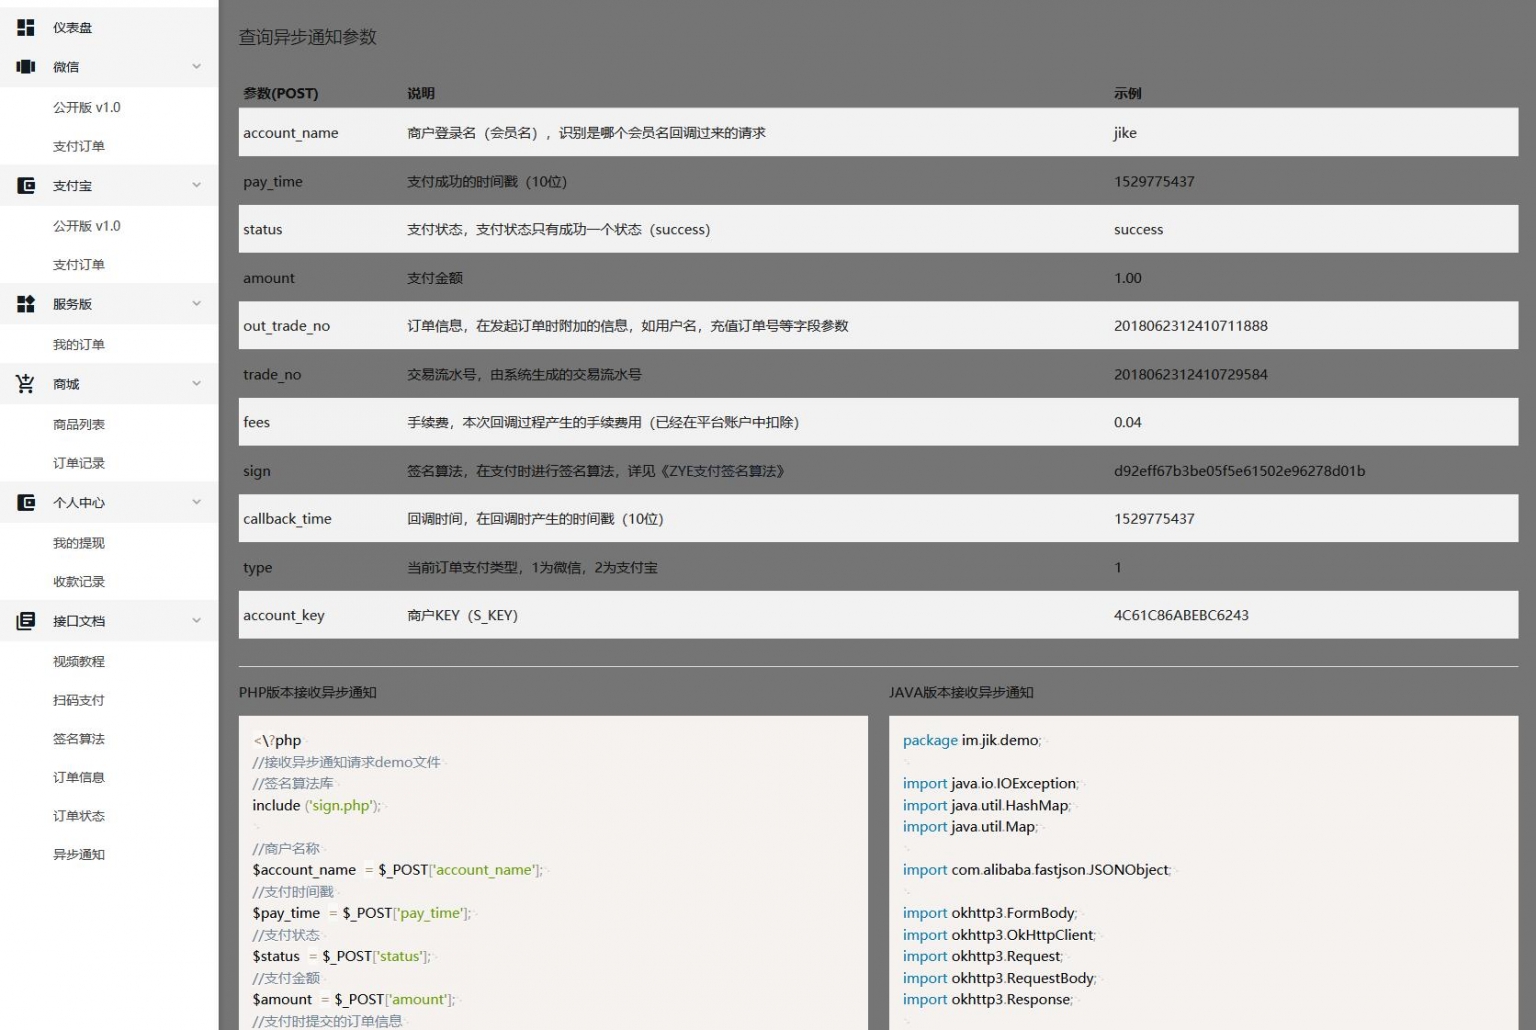 仪表盘
微信
公开版 v1.0
支付订单
支付宝
公开版 v1.0
支付订单
服务版
我的订单
商城
商品列表
订单记录
个人中心
我的提现
收款记录
接口文档
视频教程
扫码支付
签名算法
订单信息
订单状态
异步通知
查询异步通知参数
参数(POST) 说明 示例
account_name 商户登录名（会员名），识别是哪个会员名回调过来的请求 jike
pay_time 支付成功的时间戳（10位） 1529775437
status 支付状态，支付状态只有成功一个状态（success） success
amount 支付金额 1.00
out_trade_no 订单信息，在发起订单时附加的信息，如用户名，充值订单号等字段参数 2018062312410711888
trade_no 交易流水号，由系统生成的交易流水号 2018062312410729584
fees 手续费，本次回调过程产生的手续费用（已经在平台账户中扣除） 0.04
sign 签名算法，在支付时进行签名算法，详见《ZYE支付签名算法》 d92eff67b3be05f5e61502e96278d01b
callback_time 回调时间，在回调时产生的时间戳（10位） 1529775437
type 当前订单支付类型，1为微信，2为支付宝 1
account_key 商户KEY（S_KEY） 4C61C86ABEBC6243
PHP版本接收异步通知
<\?php
//接收异步通知请求demo文件
//签名算法库
include ('sign.php');
//商户名称
$account_name = $_POST['account_name'];
//支付时间戳
$pay_time = $_POST['pay_time'];
//支付状态
$status = $_POST['status'];
//支付金额
$amount = $_POST['amount'];
//支付时提交的订单信息
JAVA版本接收异步通知
package im.jik.demo;
import java.io.IOException;
import java.util.HashMap;
import java.util.Map;
import com.alibaba.fastjson.JSONObject;
import okhttp3.FormBody;
import okhttp3.OkHttpClient;
import okhttp3.Request;
import okhttp3.RequestBody;
import okhttp3.Response;